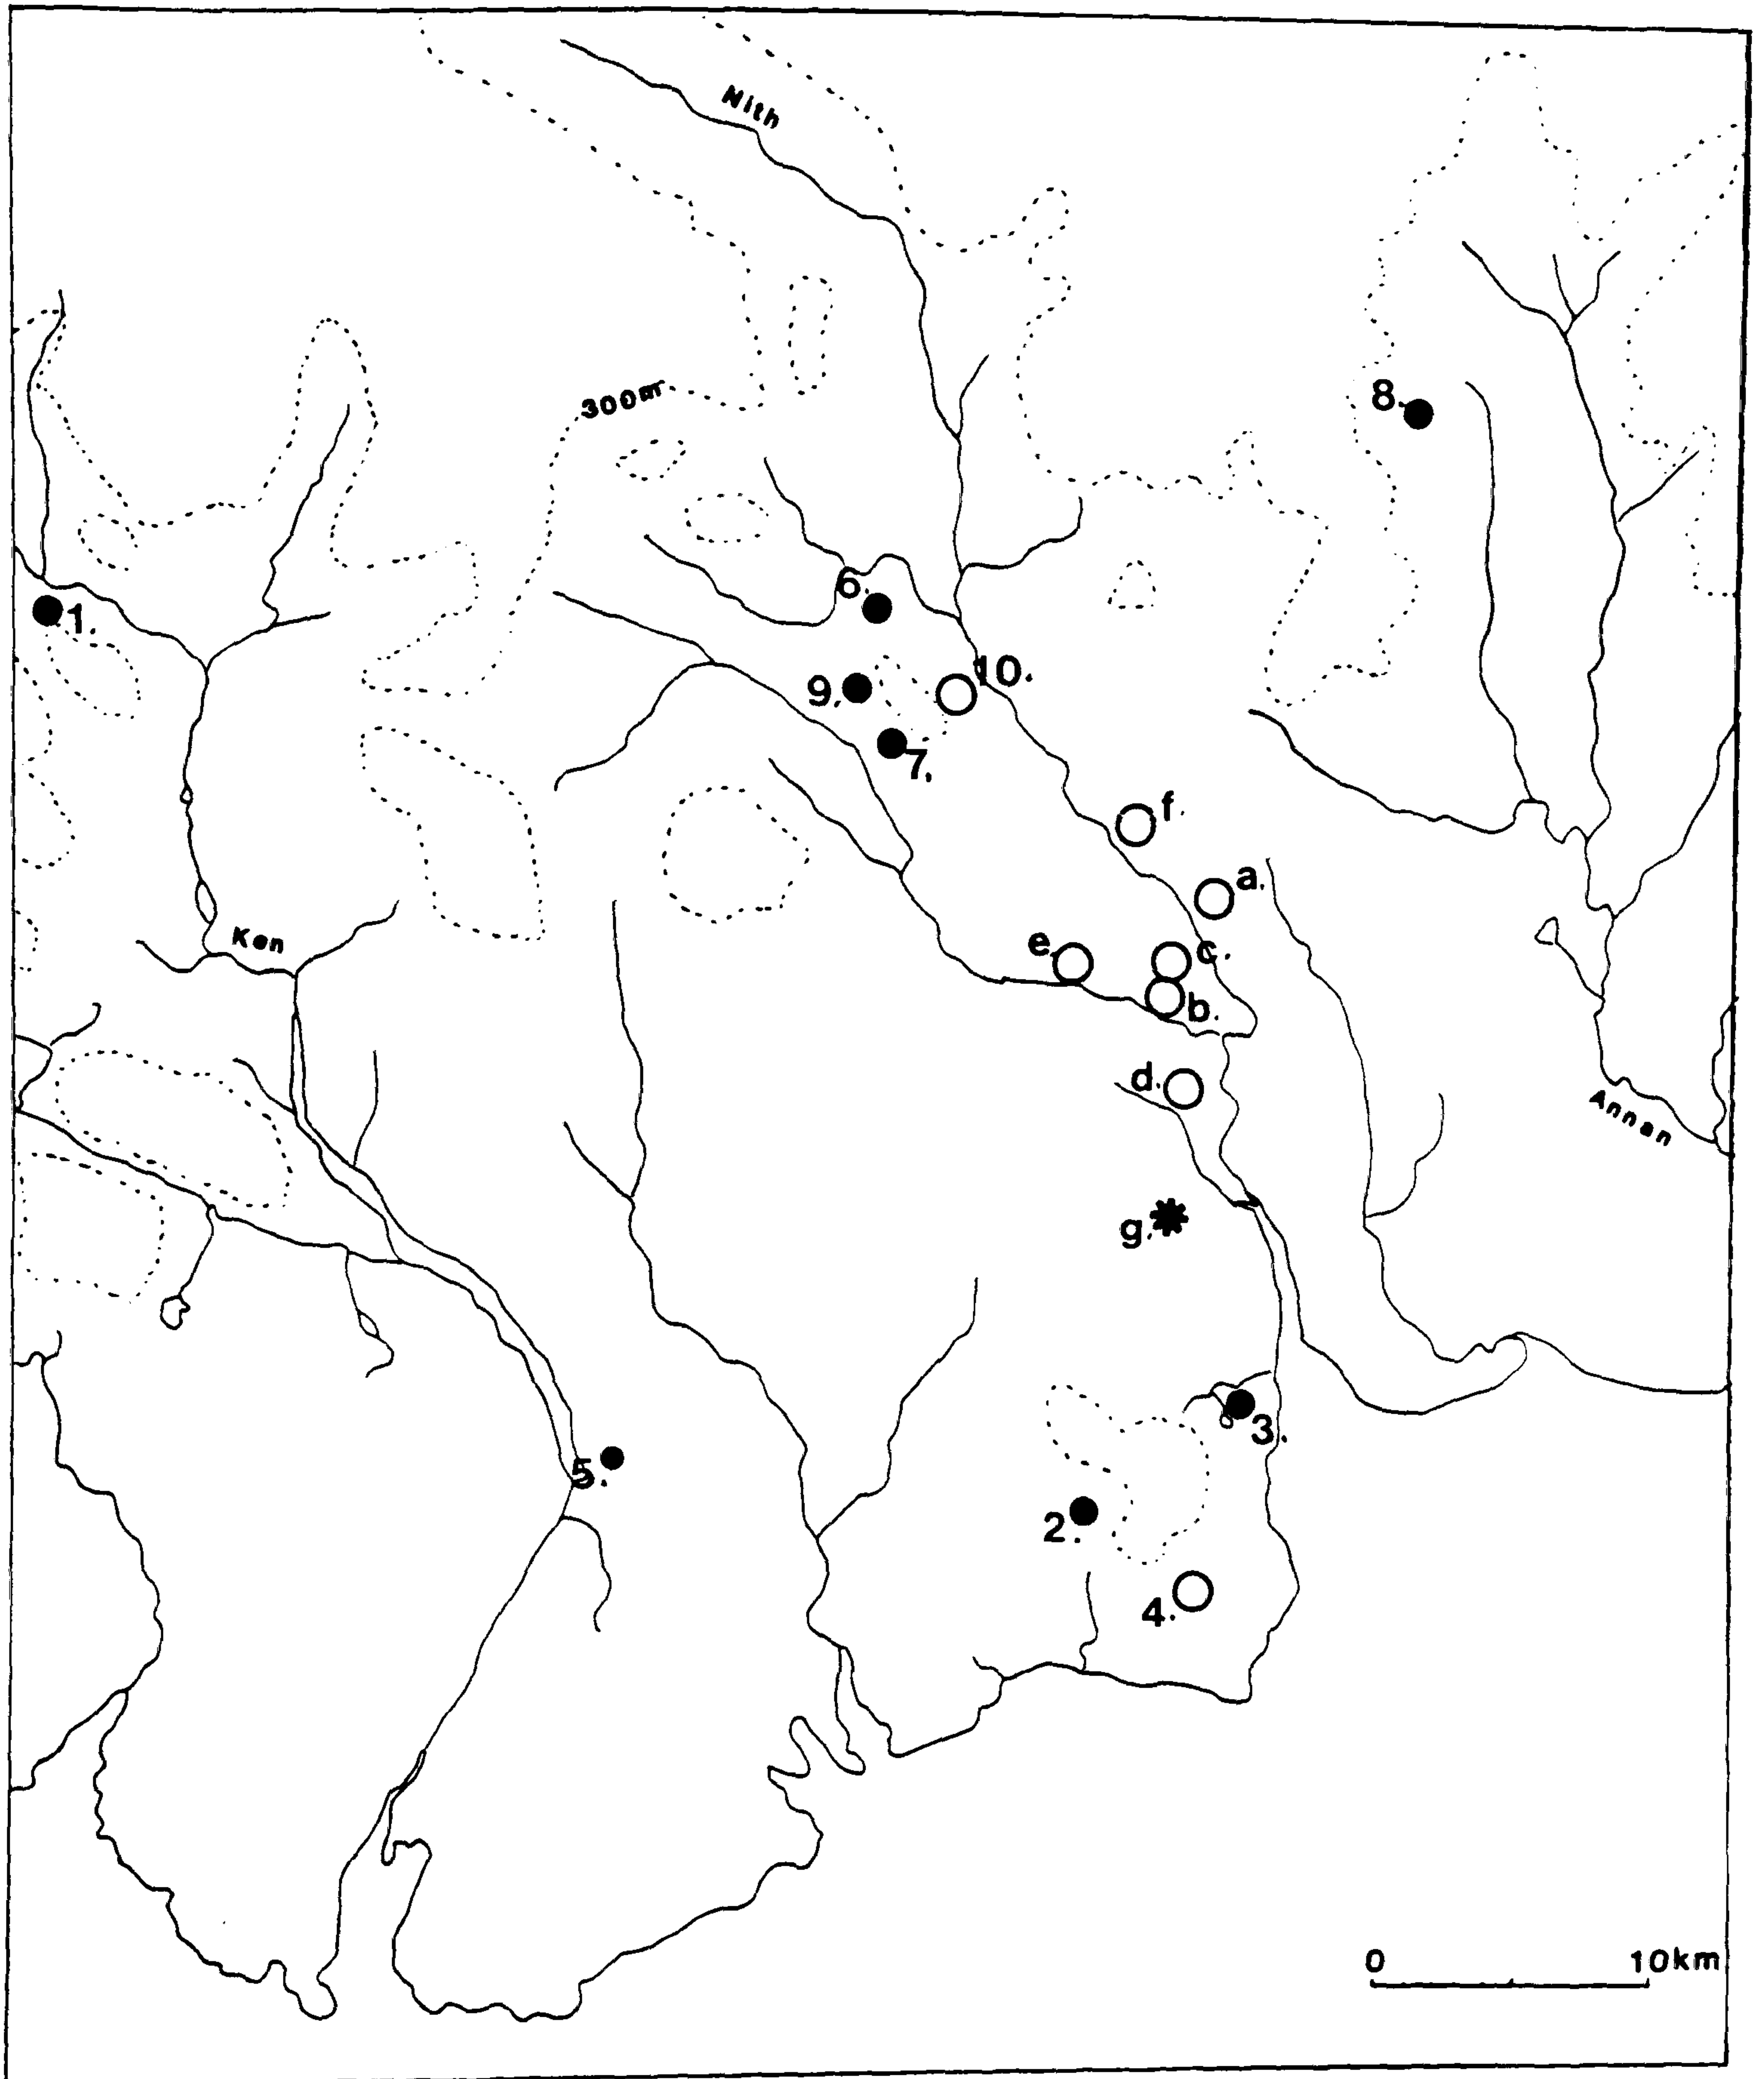 Nith
300m
8.
6.
1.
10.
9.
7.
f.
a.
Ken
e.
c.
b.
d.
Annan
g.
3.
5.
2.
4.
0 10km